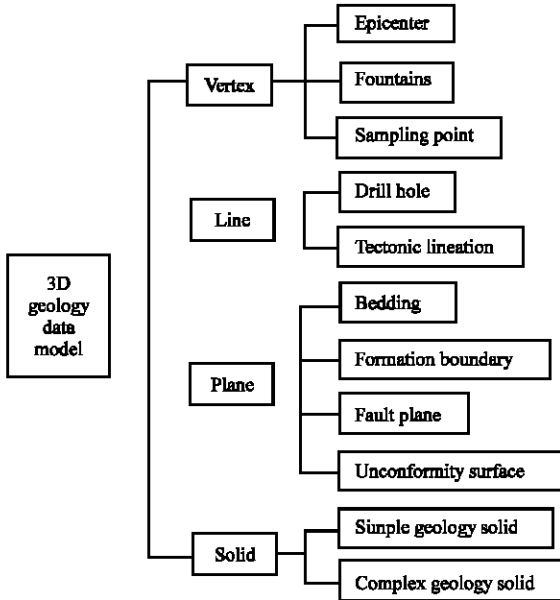 3D
geology
data
model
Vertex
Epicenter
Fountains
Sampling point
Line
Drill hole
Tectonic lineation
Plane
Bedding
Formation boundary
Fault plane
Unconformity surface
Solid
Sunple geology solid
Complex geology solid